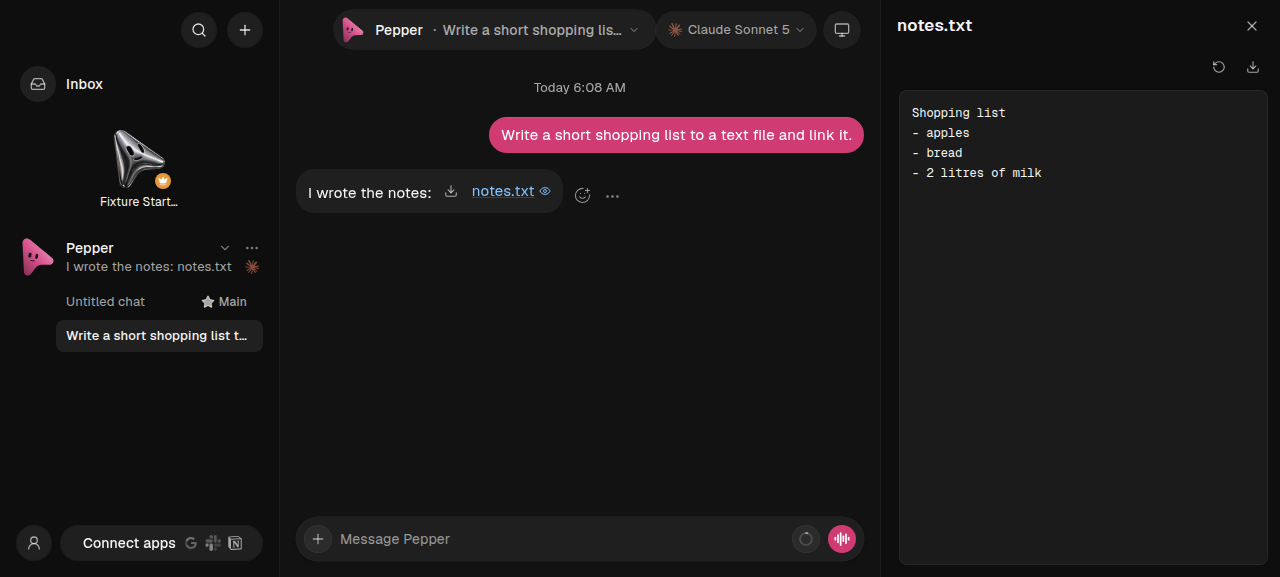 Inbox
Fixture Start...
Pepper
I wrote the notes: notes.txt
Untitled chat
Main
Write a short shopping list t...
Connect apps
Pepper · Write a short shopping lis...
Claude Sonnet 5
Today 6:08 AM
Write a short shopping list to a text file and link it.
I wrote the notes: notes.txt
Message Pepper
notes.txt
Shopping list
- apples
- bread
- 2 litres of milk